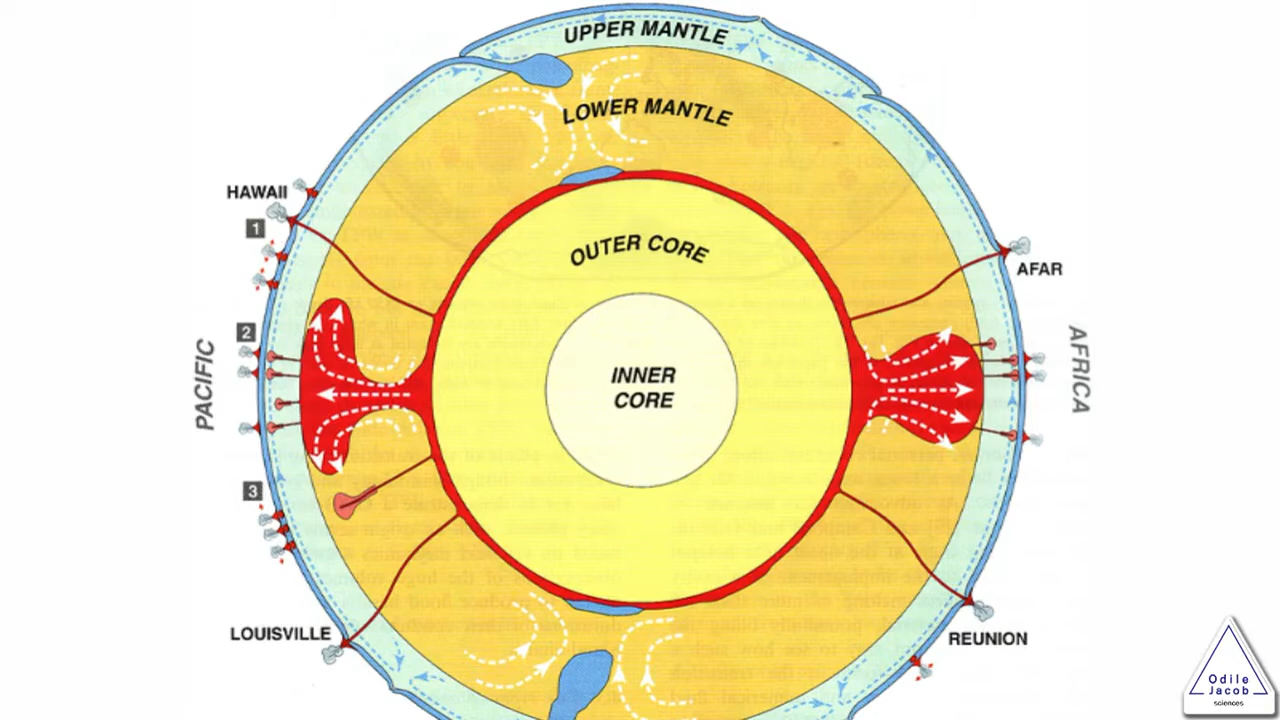 UPPER MANTLE
LOWER MANTLE
HAWAII
1
OUTER CORE
AFAR
2
PACIFIC
INNER
CORE
AFRICA
3
LOUISVILLE
REUNION
Odile
Jacob
sciences